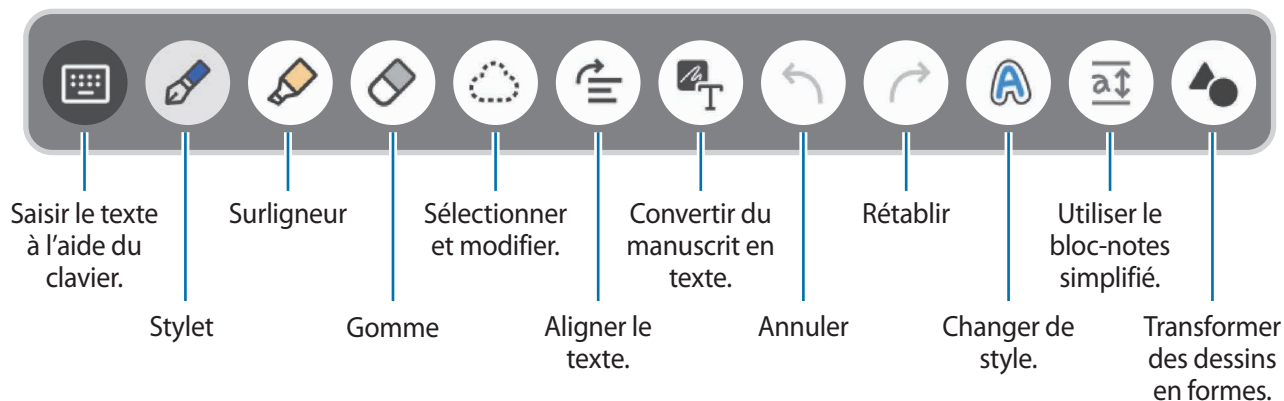 Saisir le texte
à l'aide du
clavier.
Stylet
Surligneur
Gomme
Sélectionner
et modifier.
Aligner le
texte.
Convertir du
manuscrit en
texte.
Annuler
Rétablir
Changer de
style.
Utiliser le
bloc-notes
simplifié.
Transformer
des dessins
en formes.